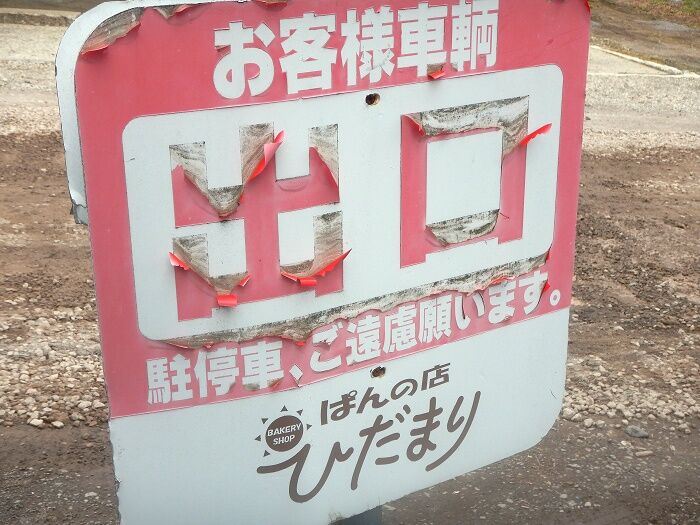 お客様車輌
出口
駐停車、ご遠慮願います。
BAKERY
SHOP
ぱんの店
ひだまり